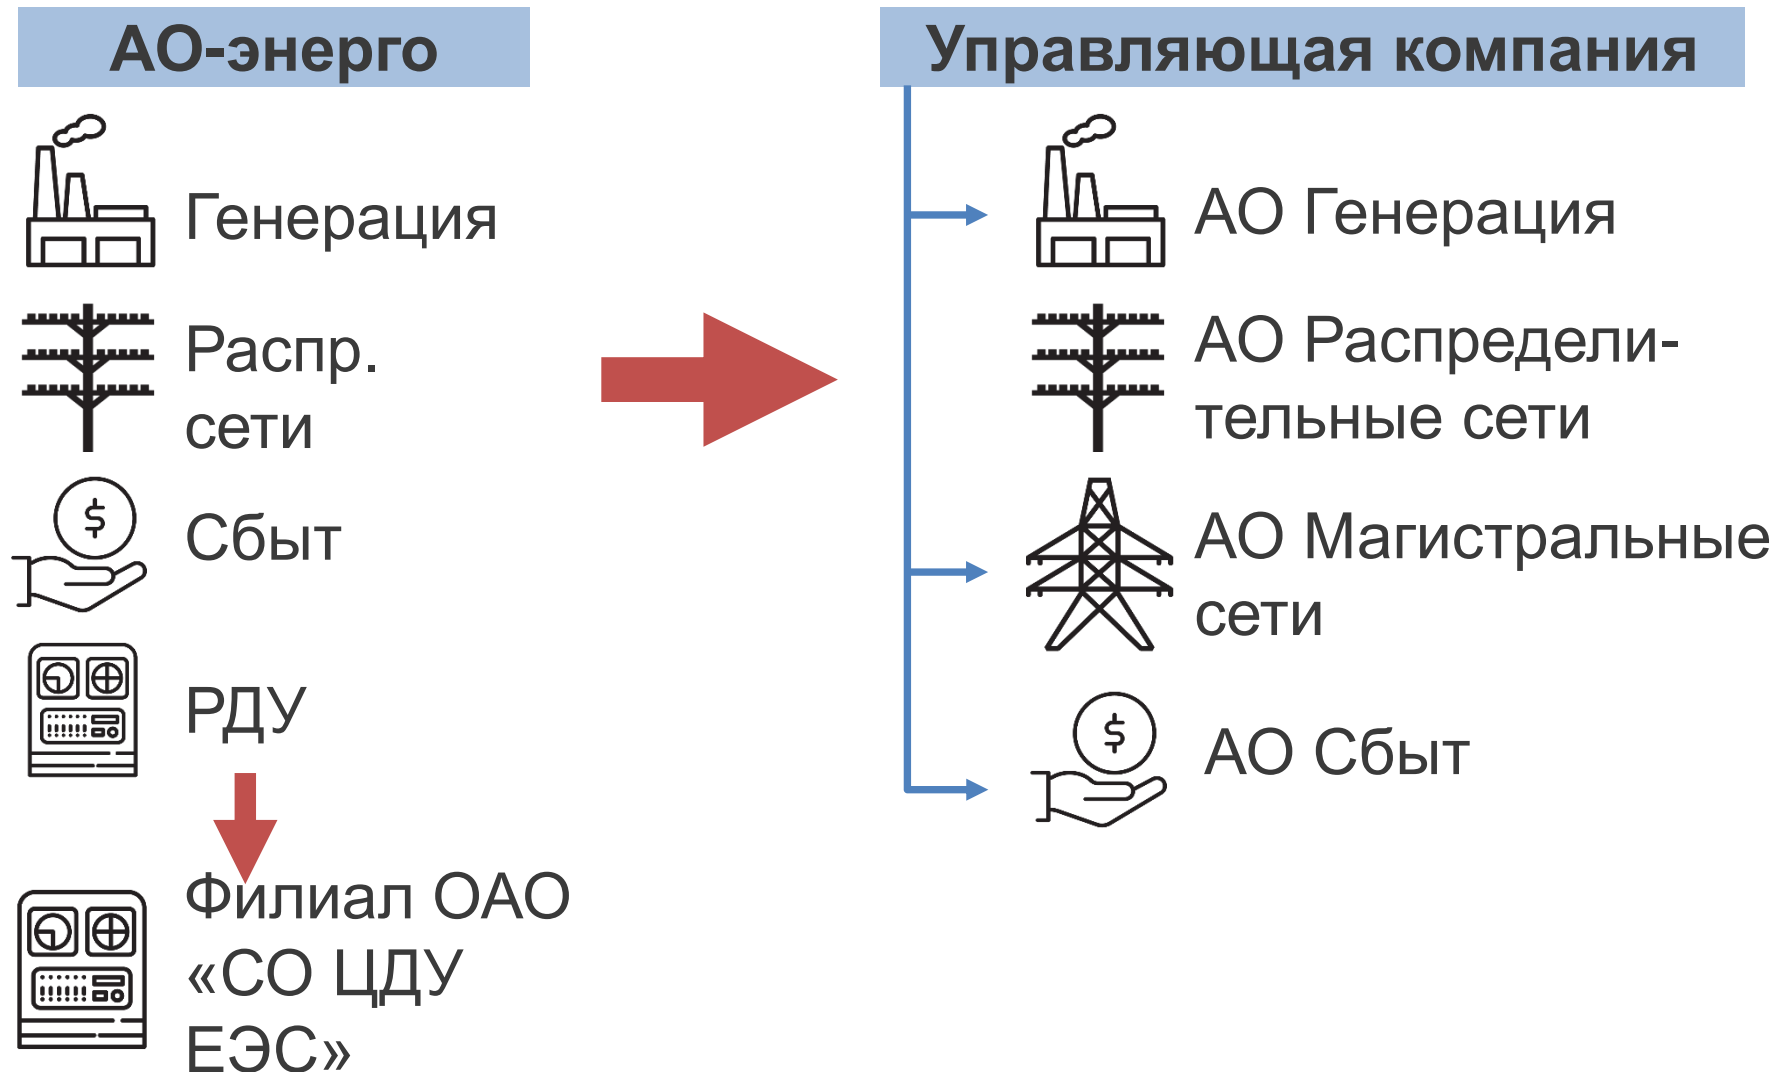 АО-энерго
Генерация
Распр.
сети
$
Сбыт
РДУ
Филиал ОАО
«СО ЦДУ
ЕЭС»
Управляющая компания
АО Генерация
АО Распредели-
тельные сети
АО Магистральные
сети
$
АО Сбыт